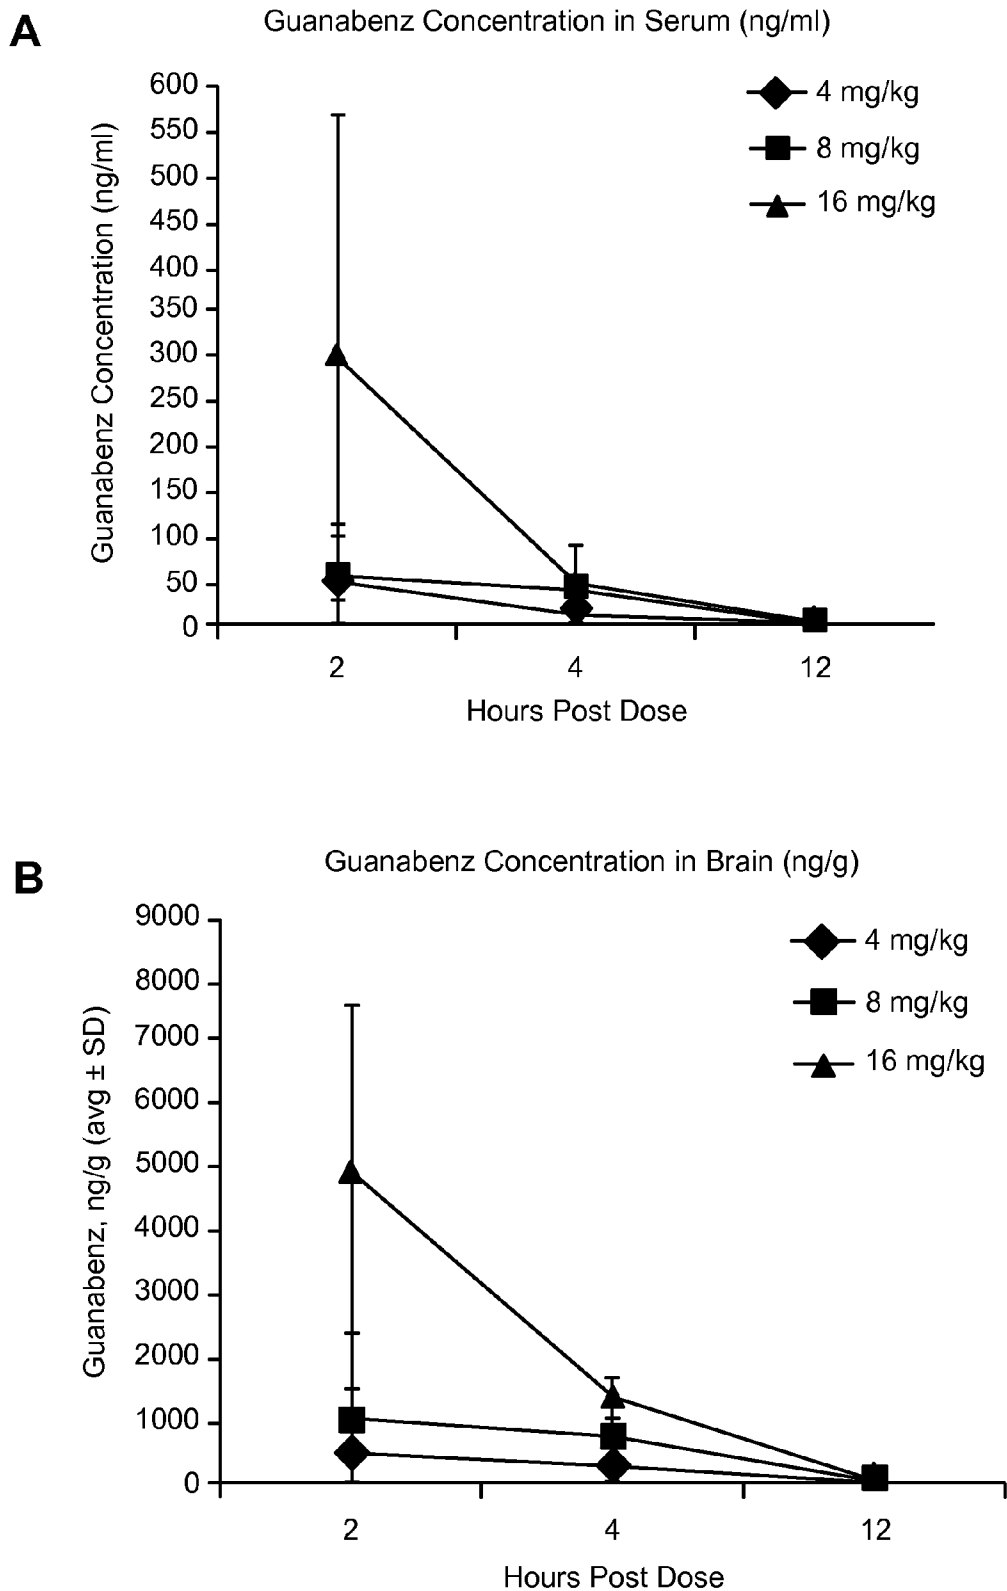 A
Guanabenz Concentration in Serum (ng/ml)
Guanabenz Concentration (ng/ml)
600
550
500
450
400
350
300
250
200
150
100
50
0
4 mg/kg
8 mg/kg
16 mg/kg
2 4 12
Hours Post Dose
B
Guanabenz Concentration in Brain (ng/g)
Guanabenz, ng/g (avg ± SD)
9000
8000
7000
6000
5000
4000
3000
2000
1000
0
4 mg/kg
8 mg/kg
16 mg/kg
2 4 12
Hours Post Dose